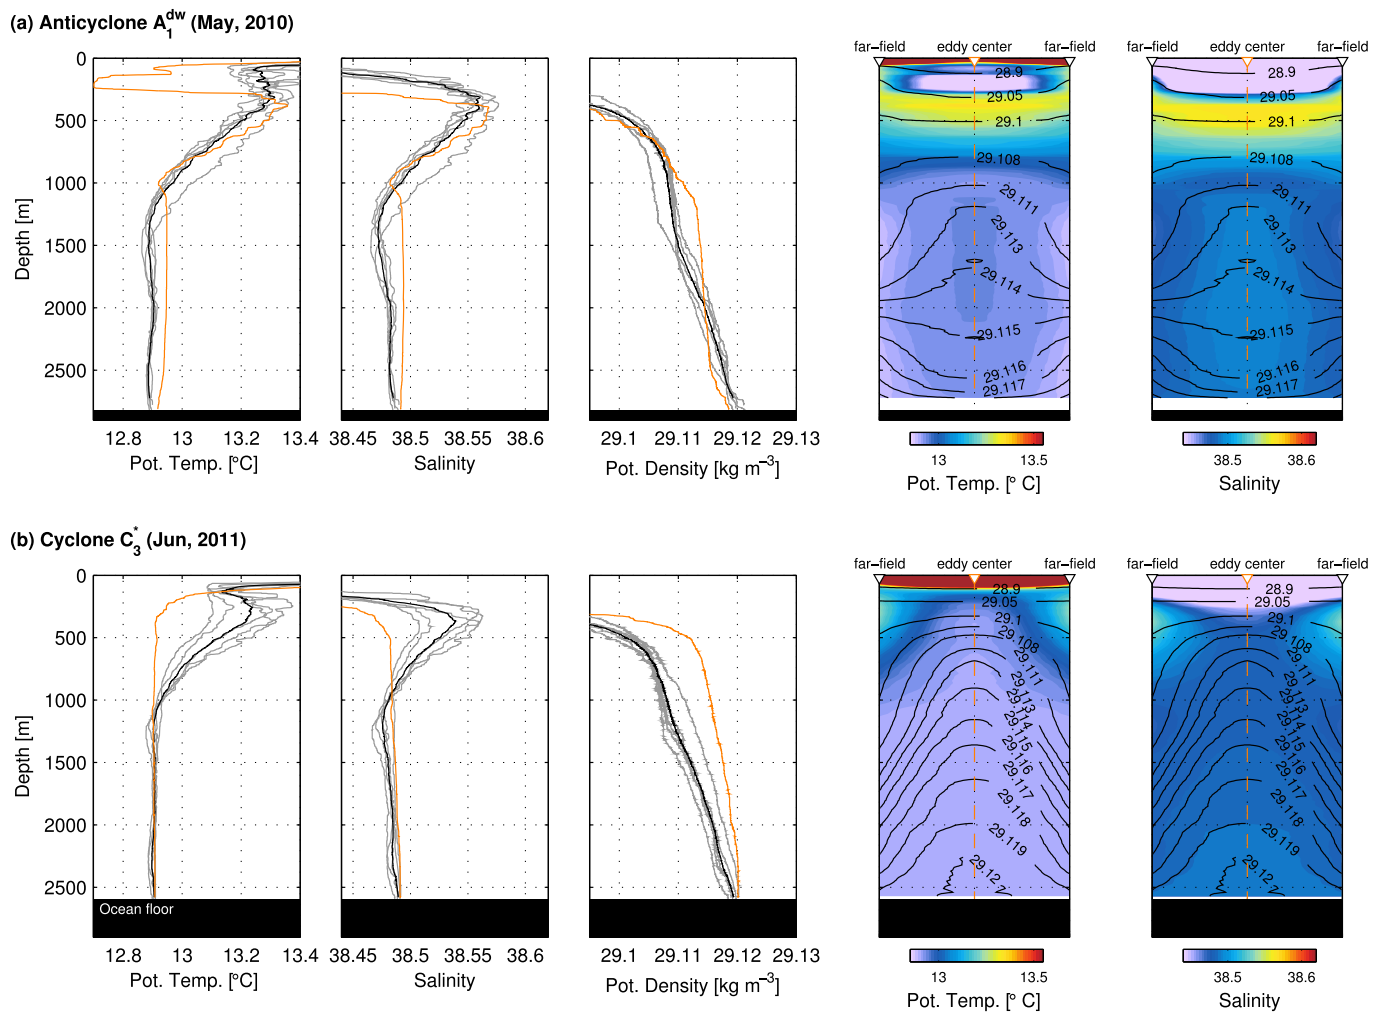 (a) Anticyclone A₁ᵈʷ (May, 2010)
far−field eddy center far−field far−field eddy center far−field
0
500
1000
1500
2000
2500
Depth [m]
12.8 13 13.2 13.4
Pot. Temp. [°C]
38.45 38.5 38.55 38.6
Salinity
29.1 29.11 29.12 29.13
Pot. Density [kg m⁻³]
28.9
29.05
29.1
29.108
29.111
29.113
29.114
29.115
29.116
29.117
13 13.5
Pot. Temp. [° C]
28.9
29.05
29.1
29.108
29.111
29.113
29.114
29.115
29.116
29.117
38.5 38.6
Salinity
(b) Cyclone C₃* (Jun, 2011)
far−field eddy center far−field far−field eddy center far−field
0
500
1000
1500
2000
2500
Depth [m]
Ocean floor
12.8 13 13.2 13.4
Pot. Temp. [°C]
38.45 38.5 38.55 38.6
Salinity
29.1 29.11 29.12 29.13
Pot. Density [kg m⁻³]
28.9
29.05
29.1
29.108
29.111
29.113
29.114
29.115
29.116
29.117
29.118
29.119
29.12
13 13.5
Pot. Temp. [° C]
28.9
29.05
29.1
29.108
29.111
29.113
29.114
29.115
29.116
29.117
29.118
29.119
29.12
38.5 38.6
Salinity